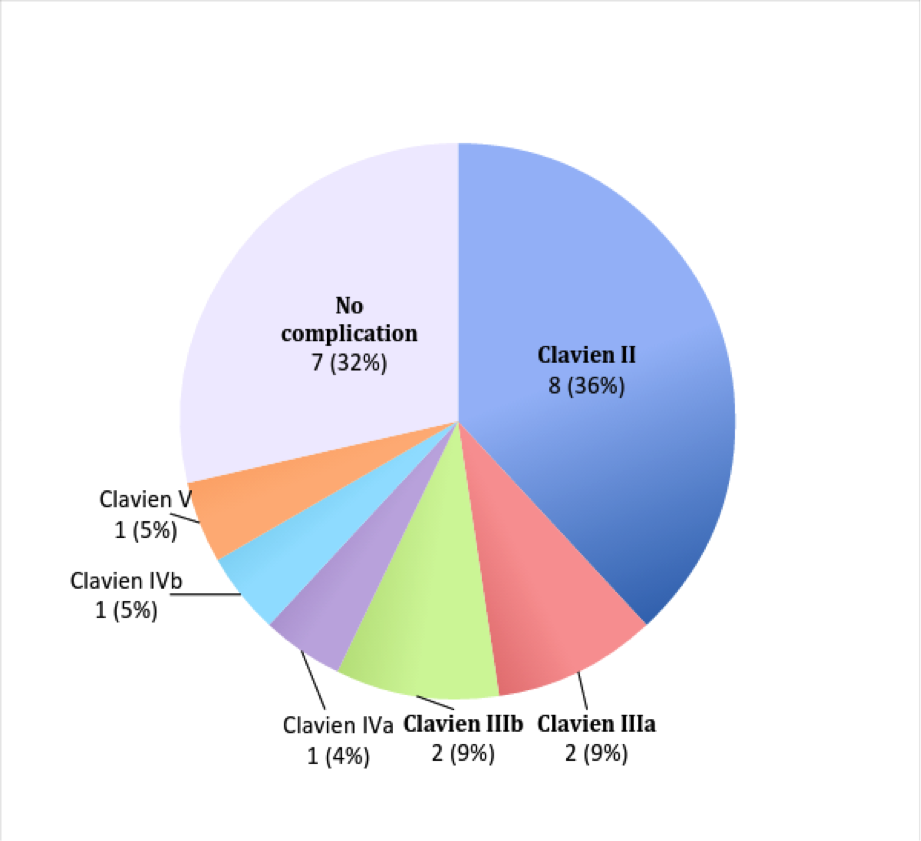 No
complication
7 (32%)
Clavien II
8 (36%)
Clavien V
1 (5%)
Clavien IVb
1 (5%)
Clavien IVa
1 (4%)
Clavien IIIb
2 (9%)
Clavien IIIa
2 (9%)